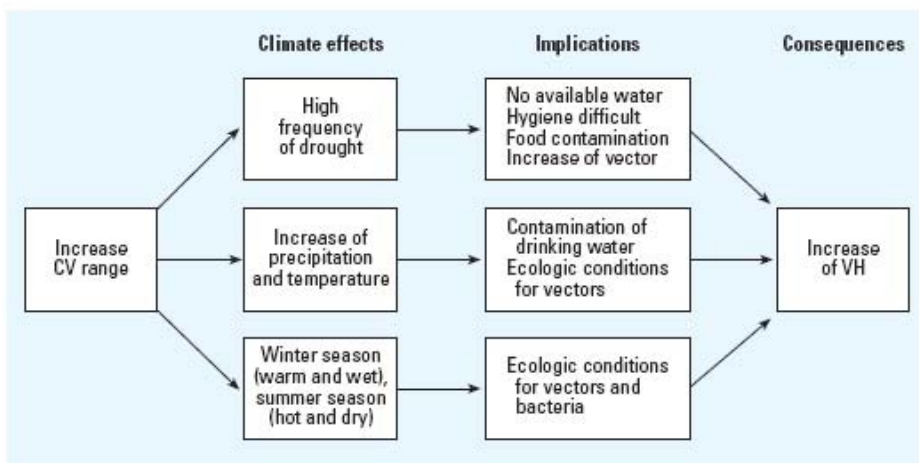 Climate effects
Implications
Consequences
High
frequency
of drought
No available water
Hygiene difficult
Food contamination
Increase of vector
Increase
CV range
Increase of
precipitation
and temperature
Contamination of
drinking water
Ecologic conditions
for vectors
Increase
of VH
Winter season
(warm and wet),
summer season
(hot and dry)
Ecologic conditions
for vectors and
bacteria